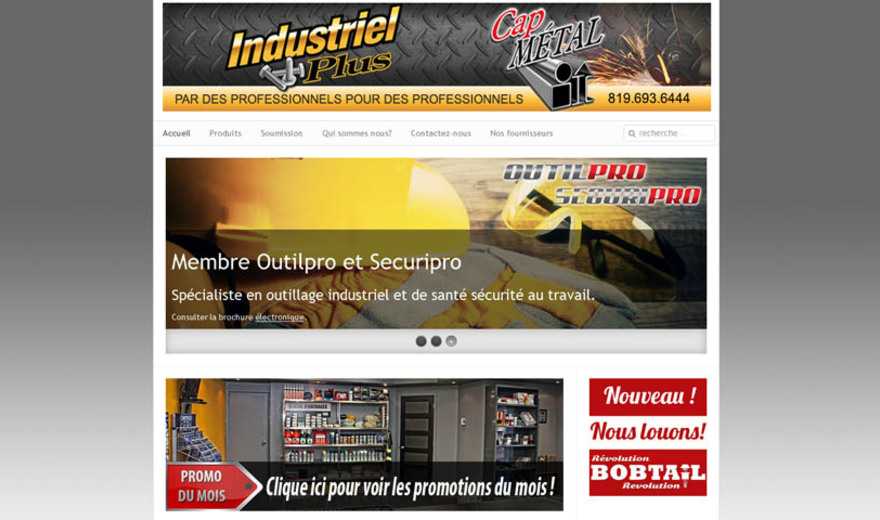 Industriel
Plus
Cap
MÉTAL
PAR DES PROFESSIONNELS POUR DES PROFESSIONNELS
819.693.6444
Accueil Produits Soumission Qui sommes nous? Contactez-nous Nos fournisseurs recherche ...
OUTILPRO
SECURIPRO
Membre Outilpro et Securipro
Spécialiste en outillage industriel et de santé sécurité au travail.
Consulter la brochure électronique.
PROMO
DU MOIS
Clique ici pour voir les promotions du mois !
Nouveau !
Nous louons!
Révolution
BOBTAIL
Revolution